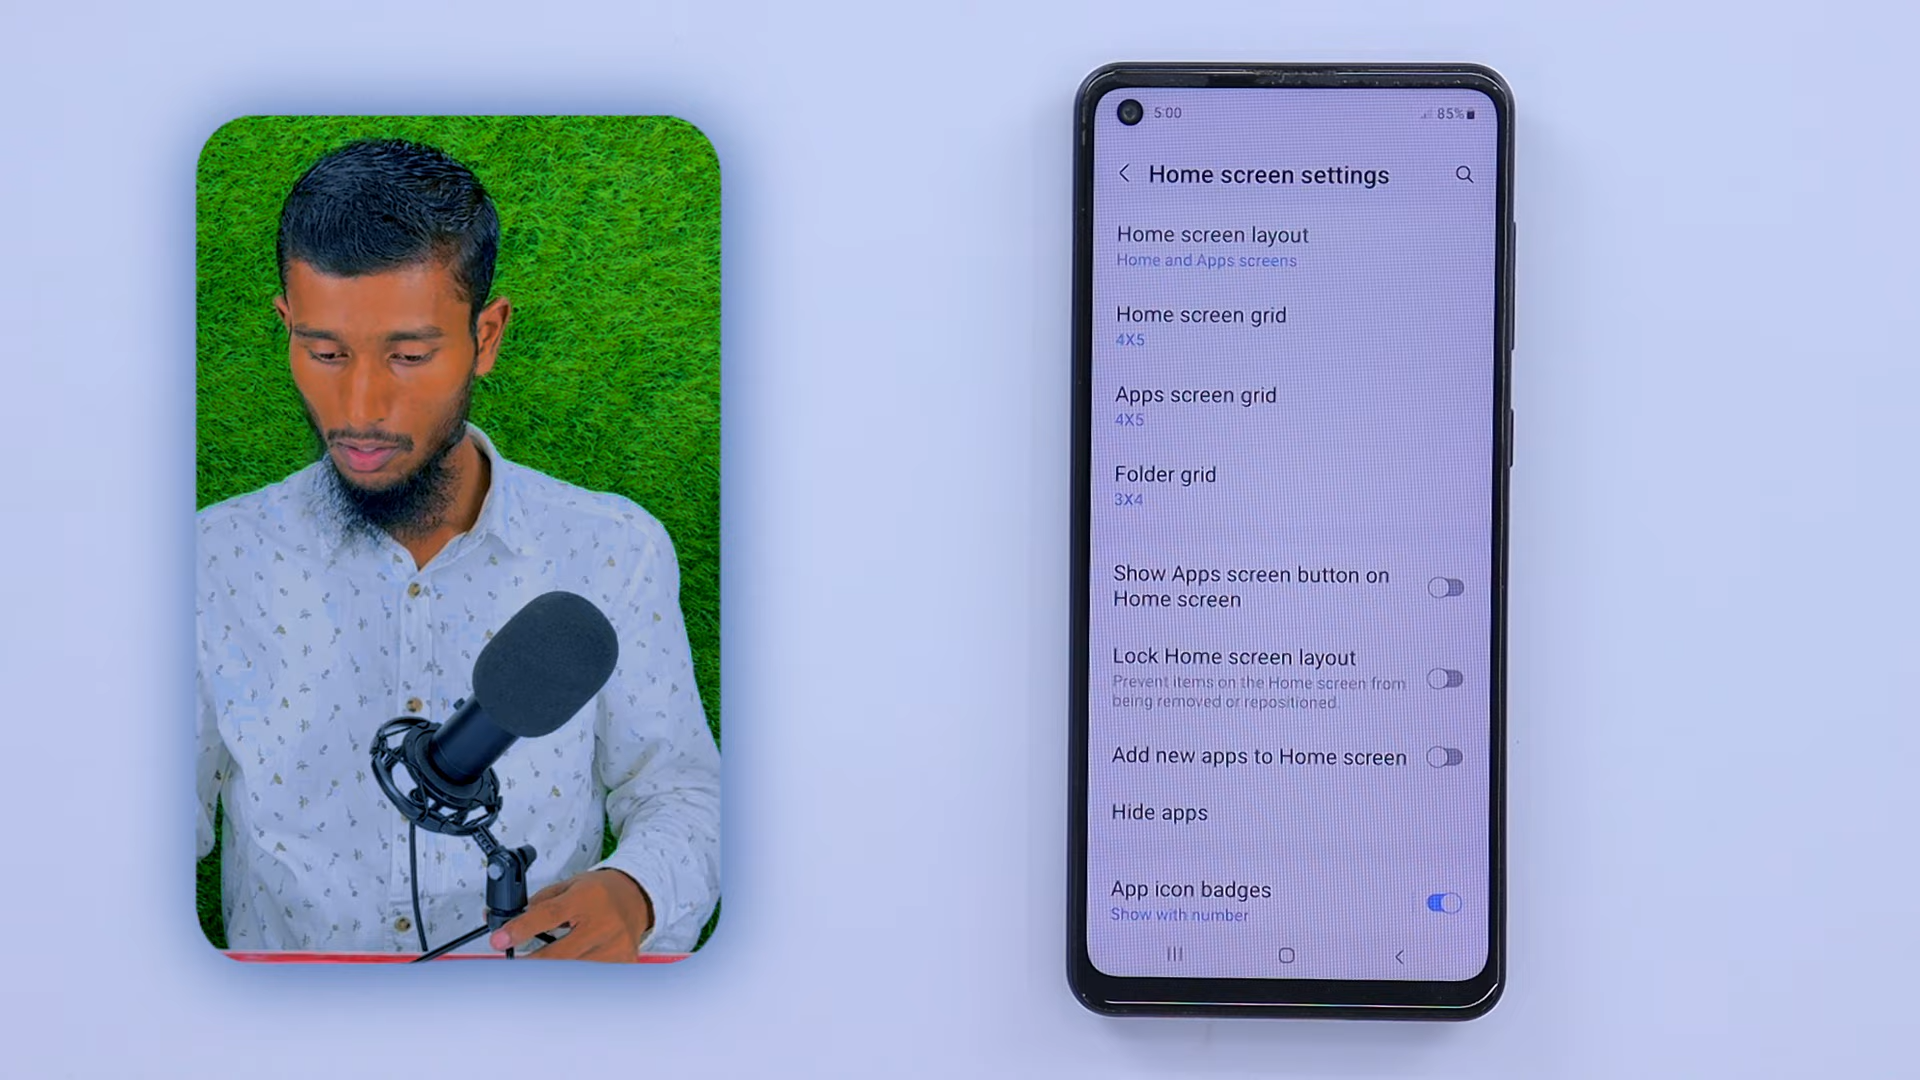 5:00
85%
Home screen settings
Home screen layout
Home and Apps screens
Home screen grid
4X5
Apps screen grid
4X5
Folder grid
3X4
Show Apps screen button on
Home screen
Lock Home screen layout
Prevent items on the Home screen from
being removed or repositioned.
Add new apps to Home screen
Hide apps
App icon badges
Show with number